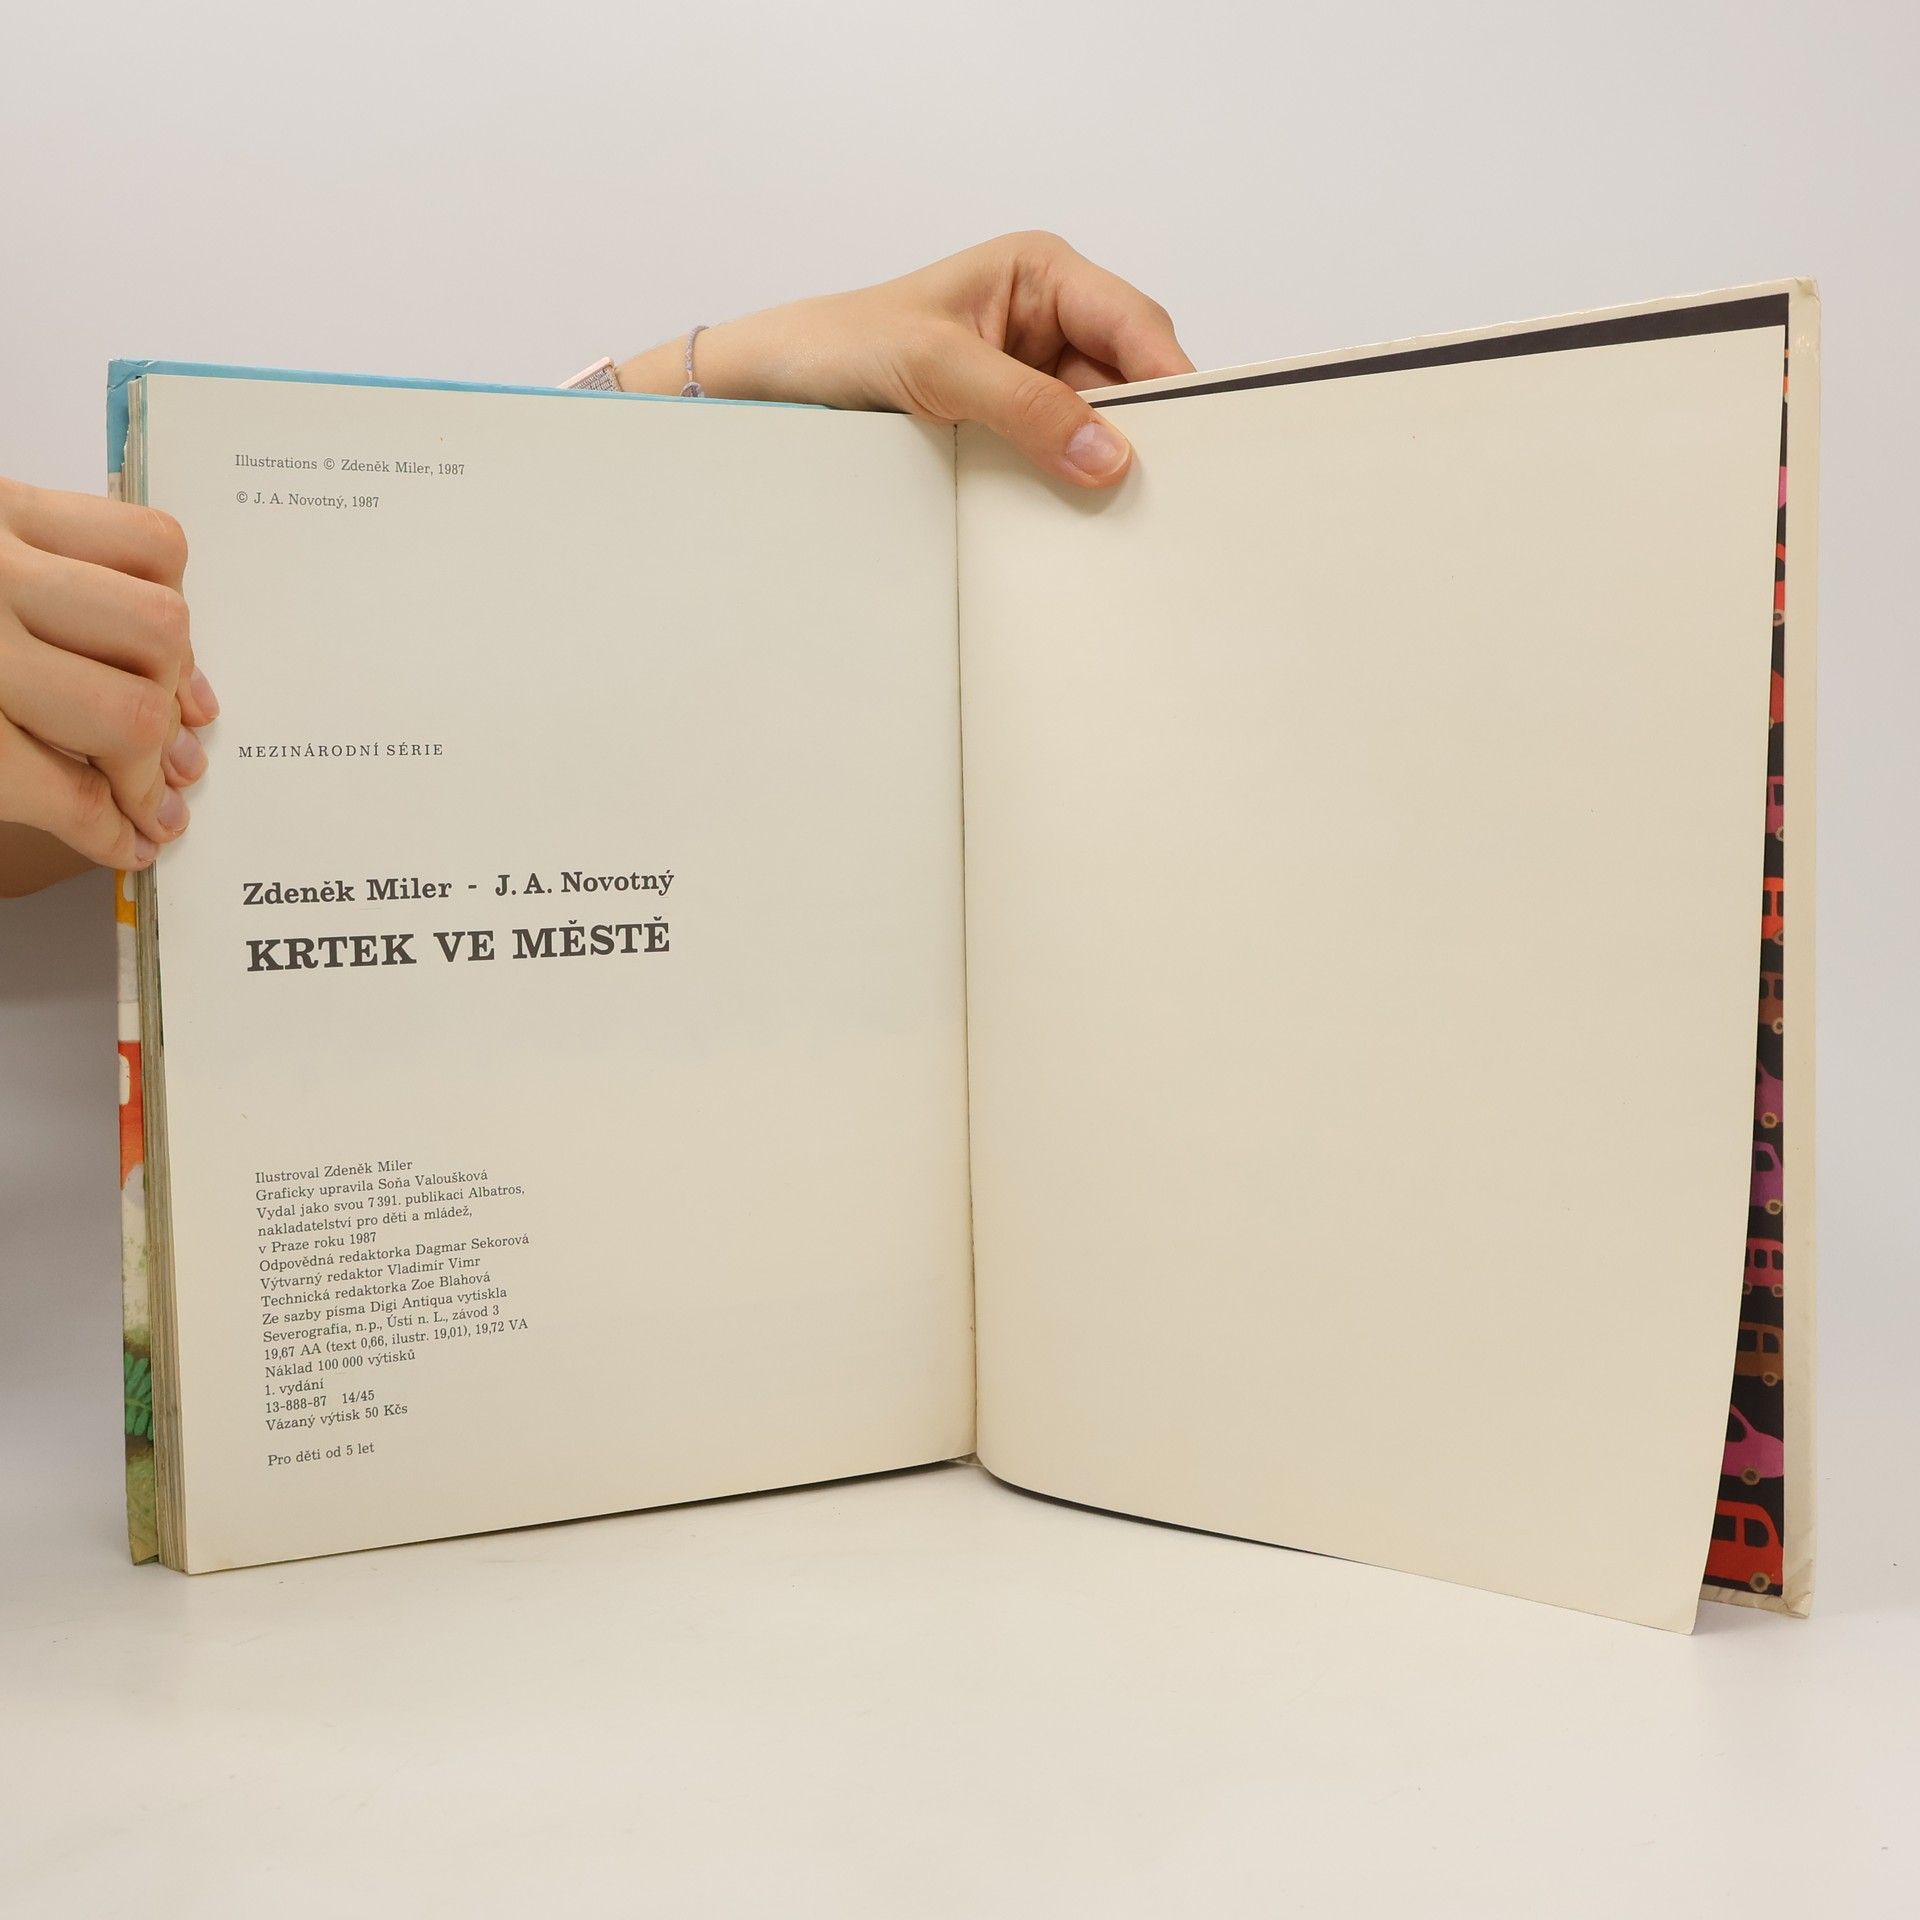 Illustrations © Zdeněk Miler, 1987
© J. A. Novotný, 1987
MEZINÁRODNÍ SÉRIE
Zdeněk Miler - J. A. Novotný
KRTEK VE MĚSTĚ
Ilustroval Zdeněk Miler
Graficky upravila Soňa Valoušková
Vydal jako svou 7 391. publikaci Albatros,
nakladatelství pro děti a mládež,
v Praze roku 1987
Odpovědná redaktorka Dagmar Sekorová
Výtvarný redaktor Vladimír Vimr
Technická redaktorka Zoe Blahová
Ze sazby písma Digi Antiqua vytiskla
Severografia, n. p., Ústí n. L., závod 3
19,67 AA (text 0,66, ilustr. 19,01), 19,72 VA
Náklad 100 000 výtisků
1. vydání
13-888-87 14/45
Vázaný výtisk 50 Kčs
Pro děti od 5 let